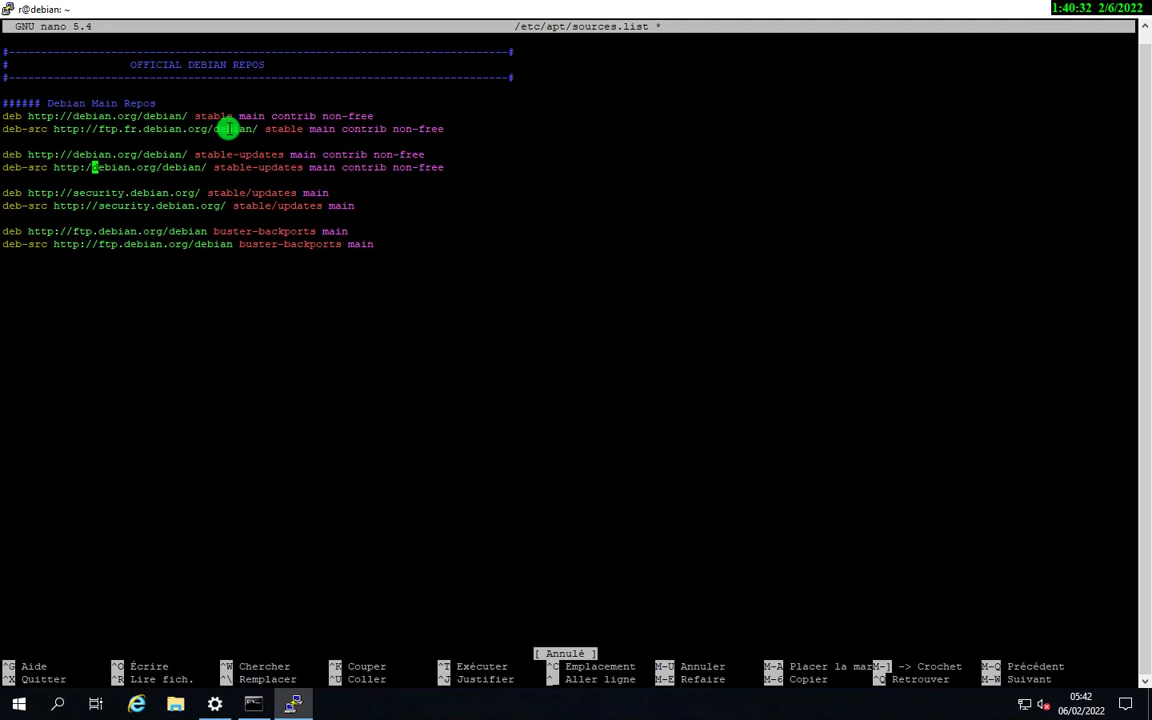 r@debian: ~
1:40:32 2/6/2022
GNU nano 5.4 /etc/apt/sources.list *
#------------------------------------------------------------------------------#
# OFFICIAL DEBIAN REPOS
#------------------------------------------------------------------------------#
###### Debian Main Repos
deb http://debian.org/debian/ stable main contrib non-free
deb-src http://ftp.fr.debian.org/debian/ stable main contrib non-free
deb http://debian.org/debian/ stable-updates main contrib non-free
deb-src http:/debian.org/debian/ stable-updates main contrib non-free
deb http://security.debian.org/ stable/updates main
deb-src http://security.debian.org/ stable/updates main
deb http://ftp.debian.org/debian buster-backports main
deb-src http://ftp.debian.org/debian buster-backports main
[ Annulé ]
^G Aide ^O Écrire ^W Chercher ^K Couper ^T Exécuter ^C Emplacement M-U Annuler M-A Placer la mar M-] -> Crochet M-Q Précédent
^X Quitter ^R Lire fich. ^\ Remplacer ^U Coller ^J Justifier ^_ Aller ligne M-E Refaire M-6 Copier ^Q Retrouver M-W Suivant
05:42
06/02/2022